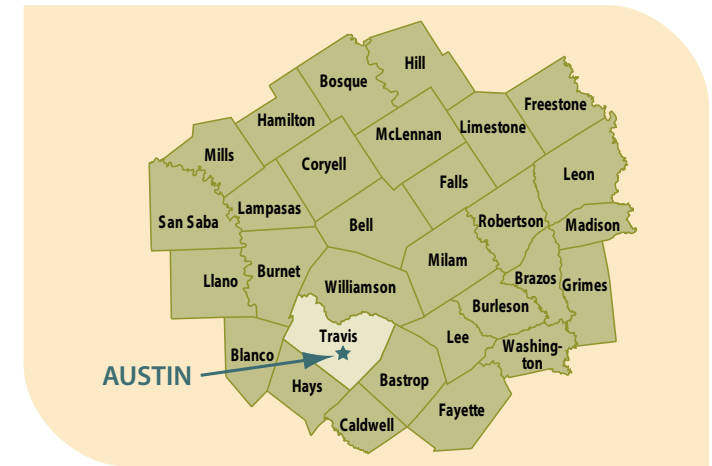 Hill
Bosque
Freestone
Hamilton
Limestone
McLennan
Mills
Coryell
Leon
Falls
Lampasas
San Saba
Bell
Robertson
Madison
Milam
Llano
Burnet
Brazos
Grimes
Williamson
Burleson
Travis
Lee
Washing-
ton
Blanco
AUSTIN
Hays
Bastrop
Fayette
Caldwell